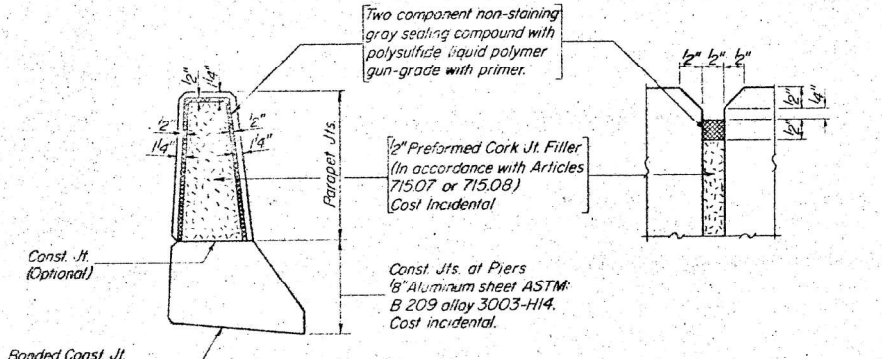 Two component non-staining
gray sealing compound with
polysulfide liquid polymer
gun-grade with primer.
1/2"
1/4"
1/2" 1/2" 1/2"
1/2"
1/4"
1/2"
1/2"
1/2"
1/4"
1/4"
Parapet Jts.
1/2" Preformed Cork Jt. Filler
(In accordance with Articles
715.07 or 715.08)
Cost incidental
Const. Jt.
(Optional)
Const. Jts. at Piers
1/8" Aluminum sheet ASTM:
B 209 alloy 3003-H14.
Cost incidental.
Bonded Const. Jt.